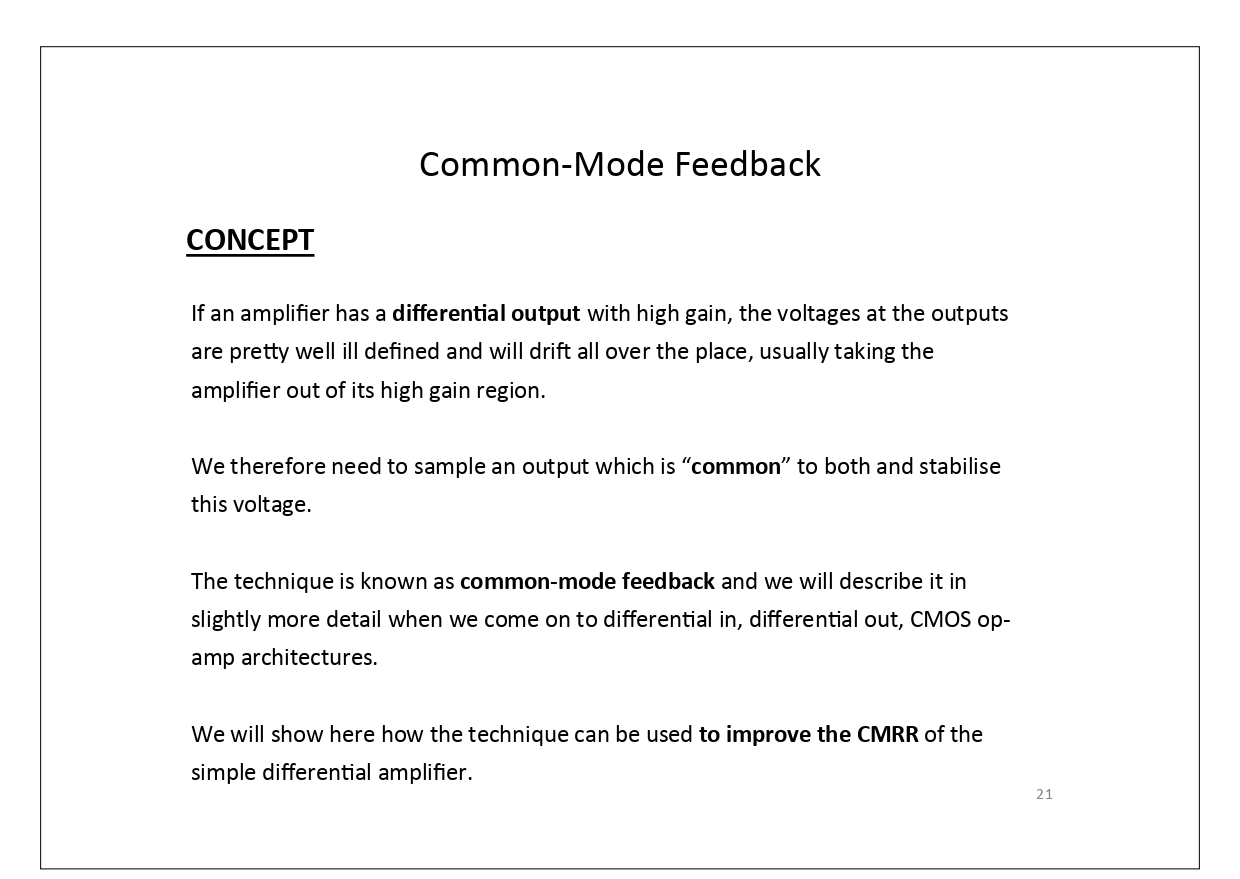 Common-Mode Feedback
CONCEPT
If an amplifier has a differential output with high gain, the voltages at the outputs
are pretty well ill defined and will drift all over the place, usually taking the
amplifier out of its high gain region.
We therefore need to sample an output which is “common” to both and stabilise
this voltage.
The technique is known as common-mode feedback and we will describe it in
slightly more detail when we come on to differential in, differential out, CMOS op-
amp architectures.
We will show here how the technique can be used to improve the CMRR of the
simple differential amplifier.
21